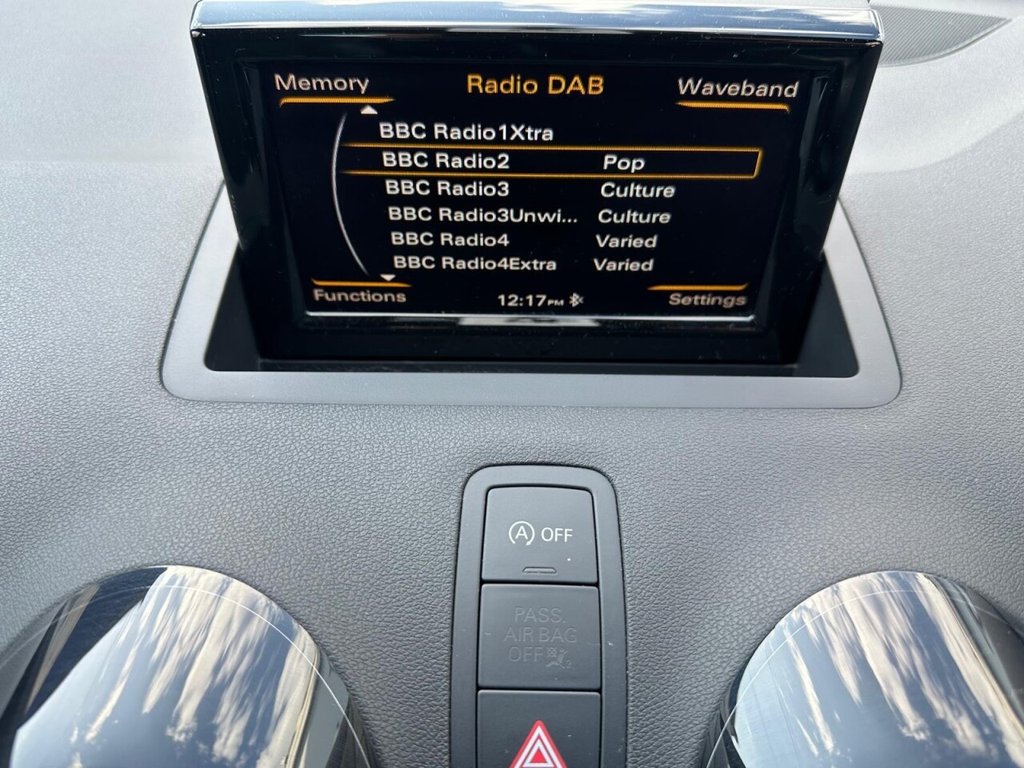 Memory Radio DAB Waveband
BBC Radio1Xtra
BBC Radio2 Pop
BBC Radio3 Culture
BBC Radio3Unwi... Culture
BBC Radio4 Varied
BBC Radio4Extra Varied
Functions 12:17PM Settings
A OFF
PASS.
AIR BAG
OFF